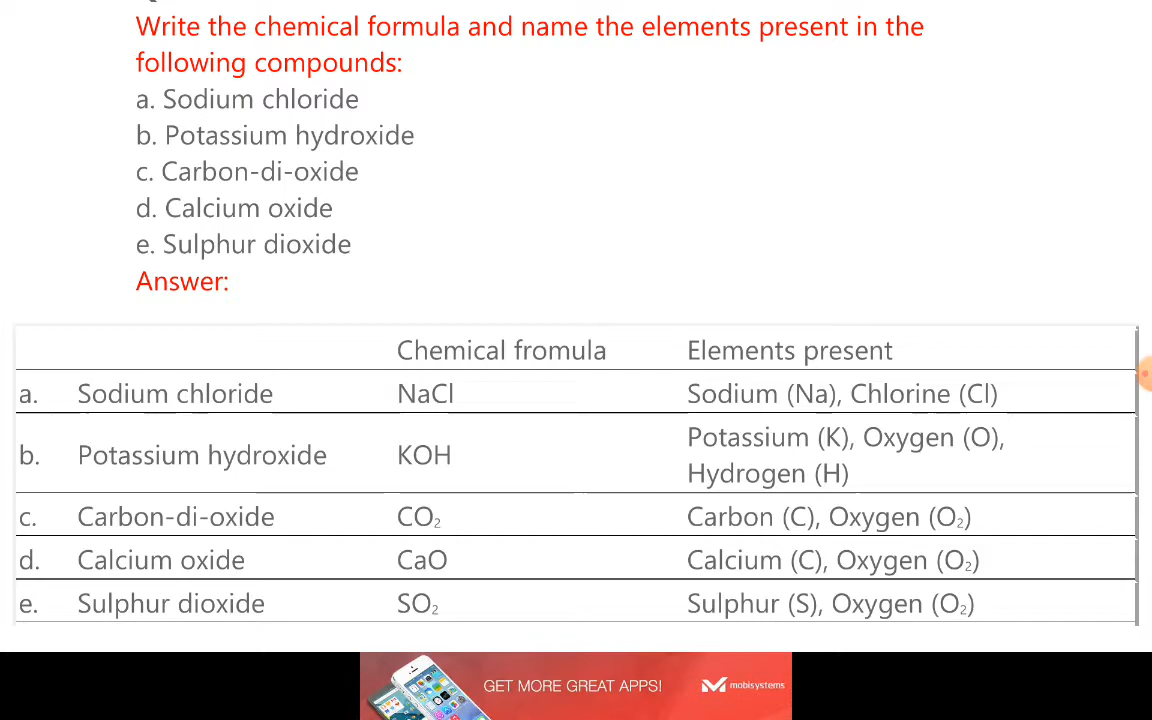 Write the chemical formula and name the elements present in the
following compounds:
a. Sodium chloride
b. Potassium hydroxide
c. Carbon-di-oxide
d. Calcium oxide
e. Sulphur dioxide
Answer:
Chemical fromula Elements present
a. Sodium chloride NaCl Sodium (Na), Chlorine (Cl)
b. Potassium hydroxide KOH Potassium (K), Oxygen (O),
Hydrogen (H)
c. Carbon-di-oxide CO₂ Carbon (C), Oxygen (O₂)
d. Calcium oxide CaO Calcium (C), Oxygen (O₂)
e. Sulphur dioxide SO₂ Sulphur (S), Oxygen (O₂)
GET MORE GREAT APPS! mobisystems